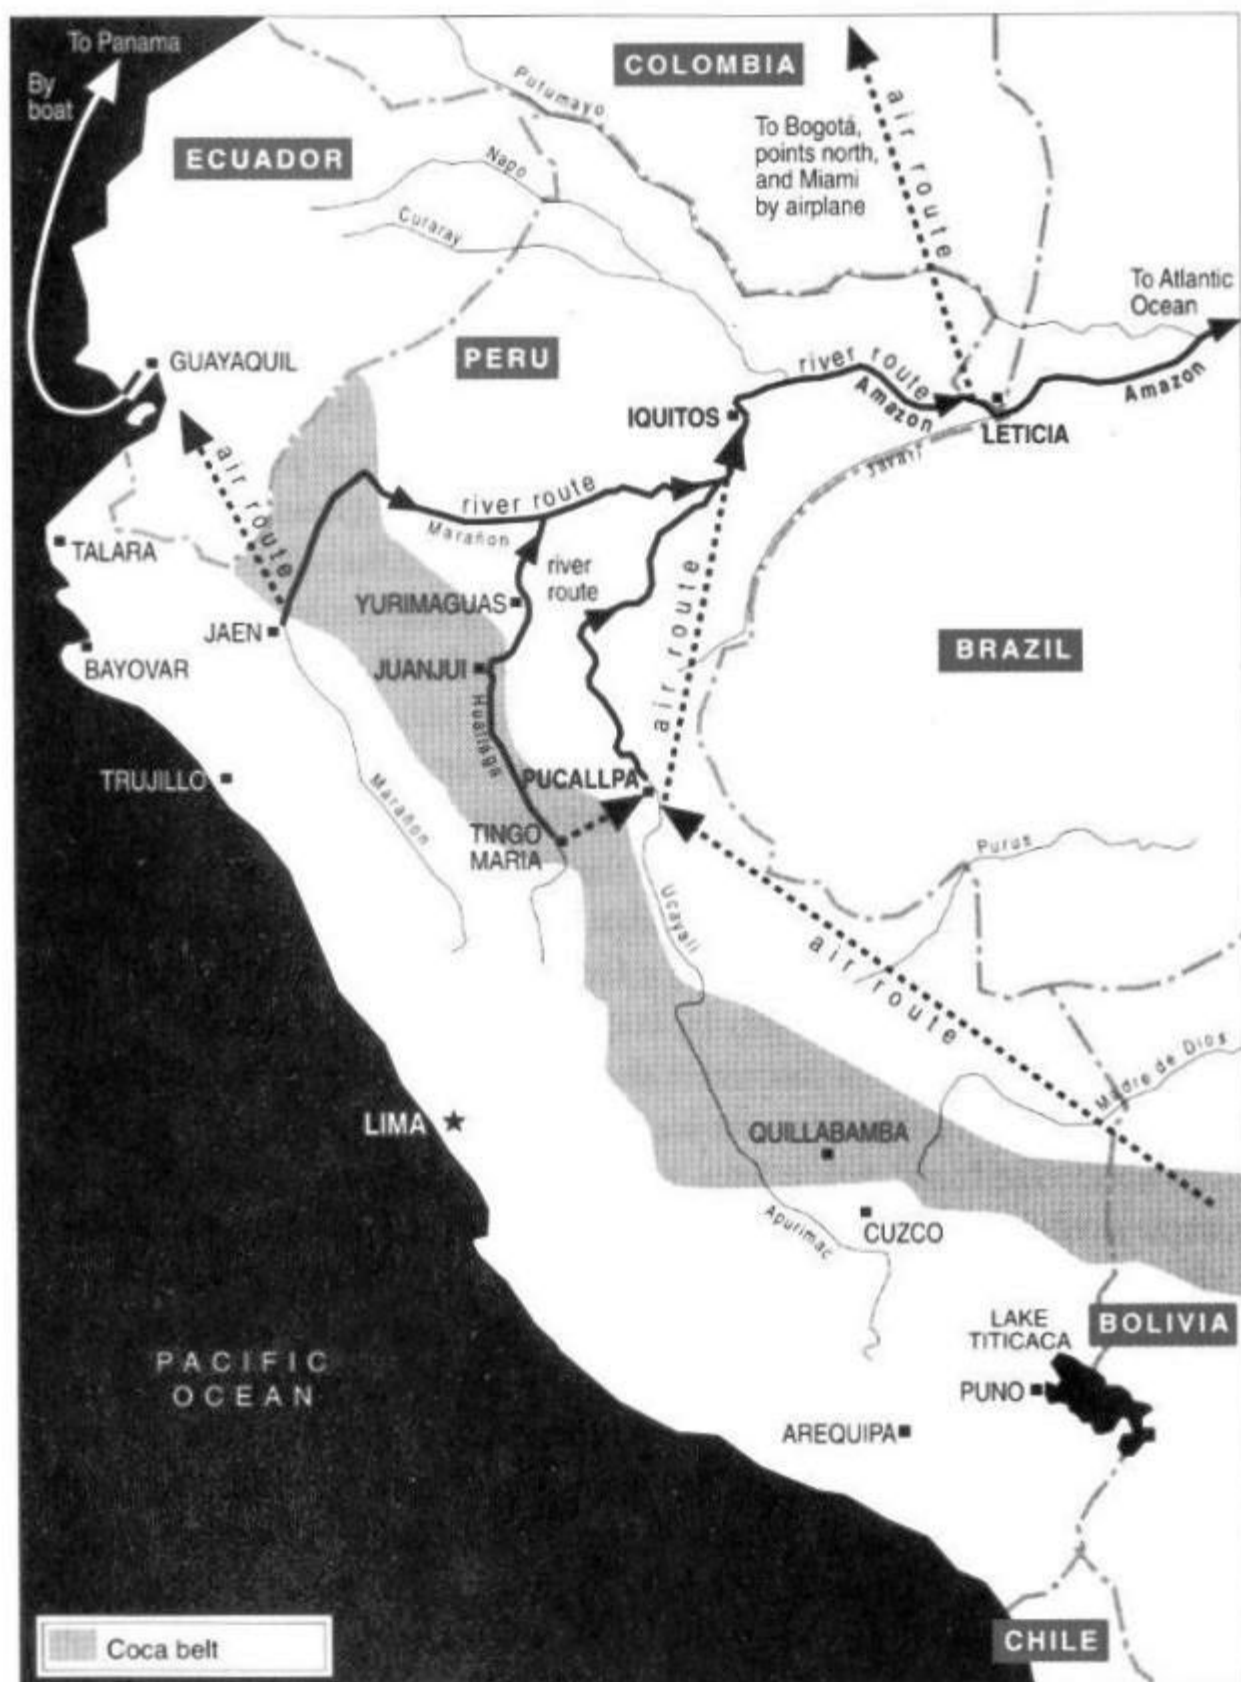 To Panama
By
boat
COLOMBIA
Putumayo
air route
To Bogotá,
points north,
and Miami
by airplane
ECUADOR
Napo
Curaray
To Atlantic
Ocean
PERU
GUAYAQUIL
river route
Amazon
Amazon
IQUITOS
LETICIA
Javari
air route
river route
Marañon
TALARA
river
route
YURIMAGUAS
JAEN
BAYOVAR
JUANJUI
air route
BRAZIL
Huallaga
TRUJILLO
Marañon
PUCALLPA
TINGO
MARIA
Purus
Ucayali
air route
Madre de Dios
LIMA
QUILLABAMBA
Apurimac
CUZCO
LAKE
TITICACA
BOLIVIA
PACIFIC
OCEAN
PUNO
AREQUIPA
CHILE
Coca belt